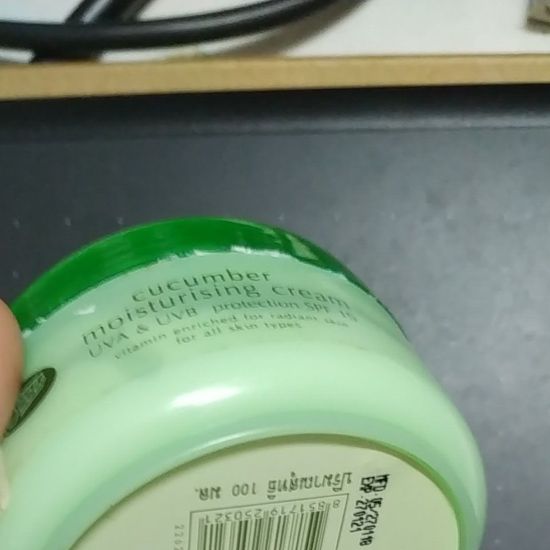 cucumber
moisturising cream
UVA & UVB protection SPF 15
vitamin enriched for radiant skin
for all skin types
ปริมาณสุทธิ 100 มล.
8851719250321